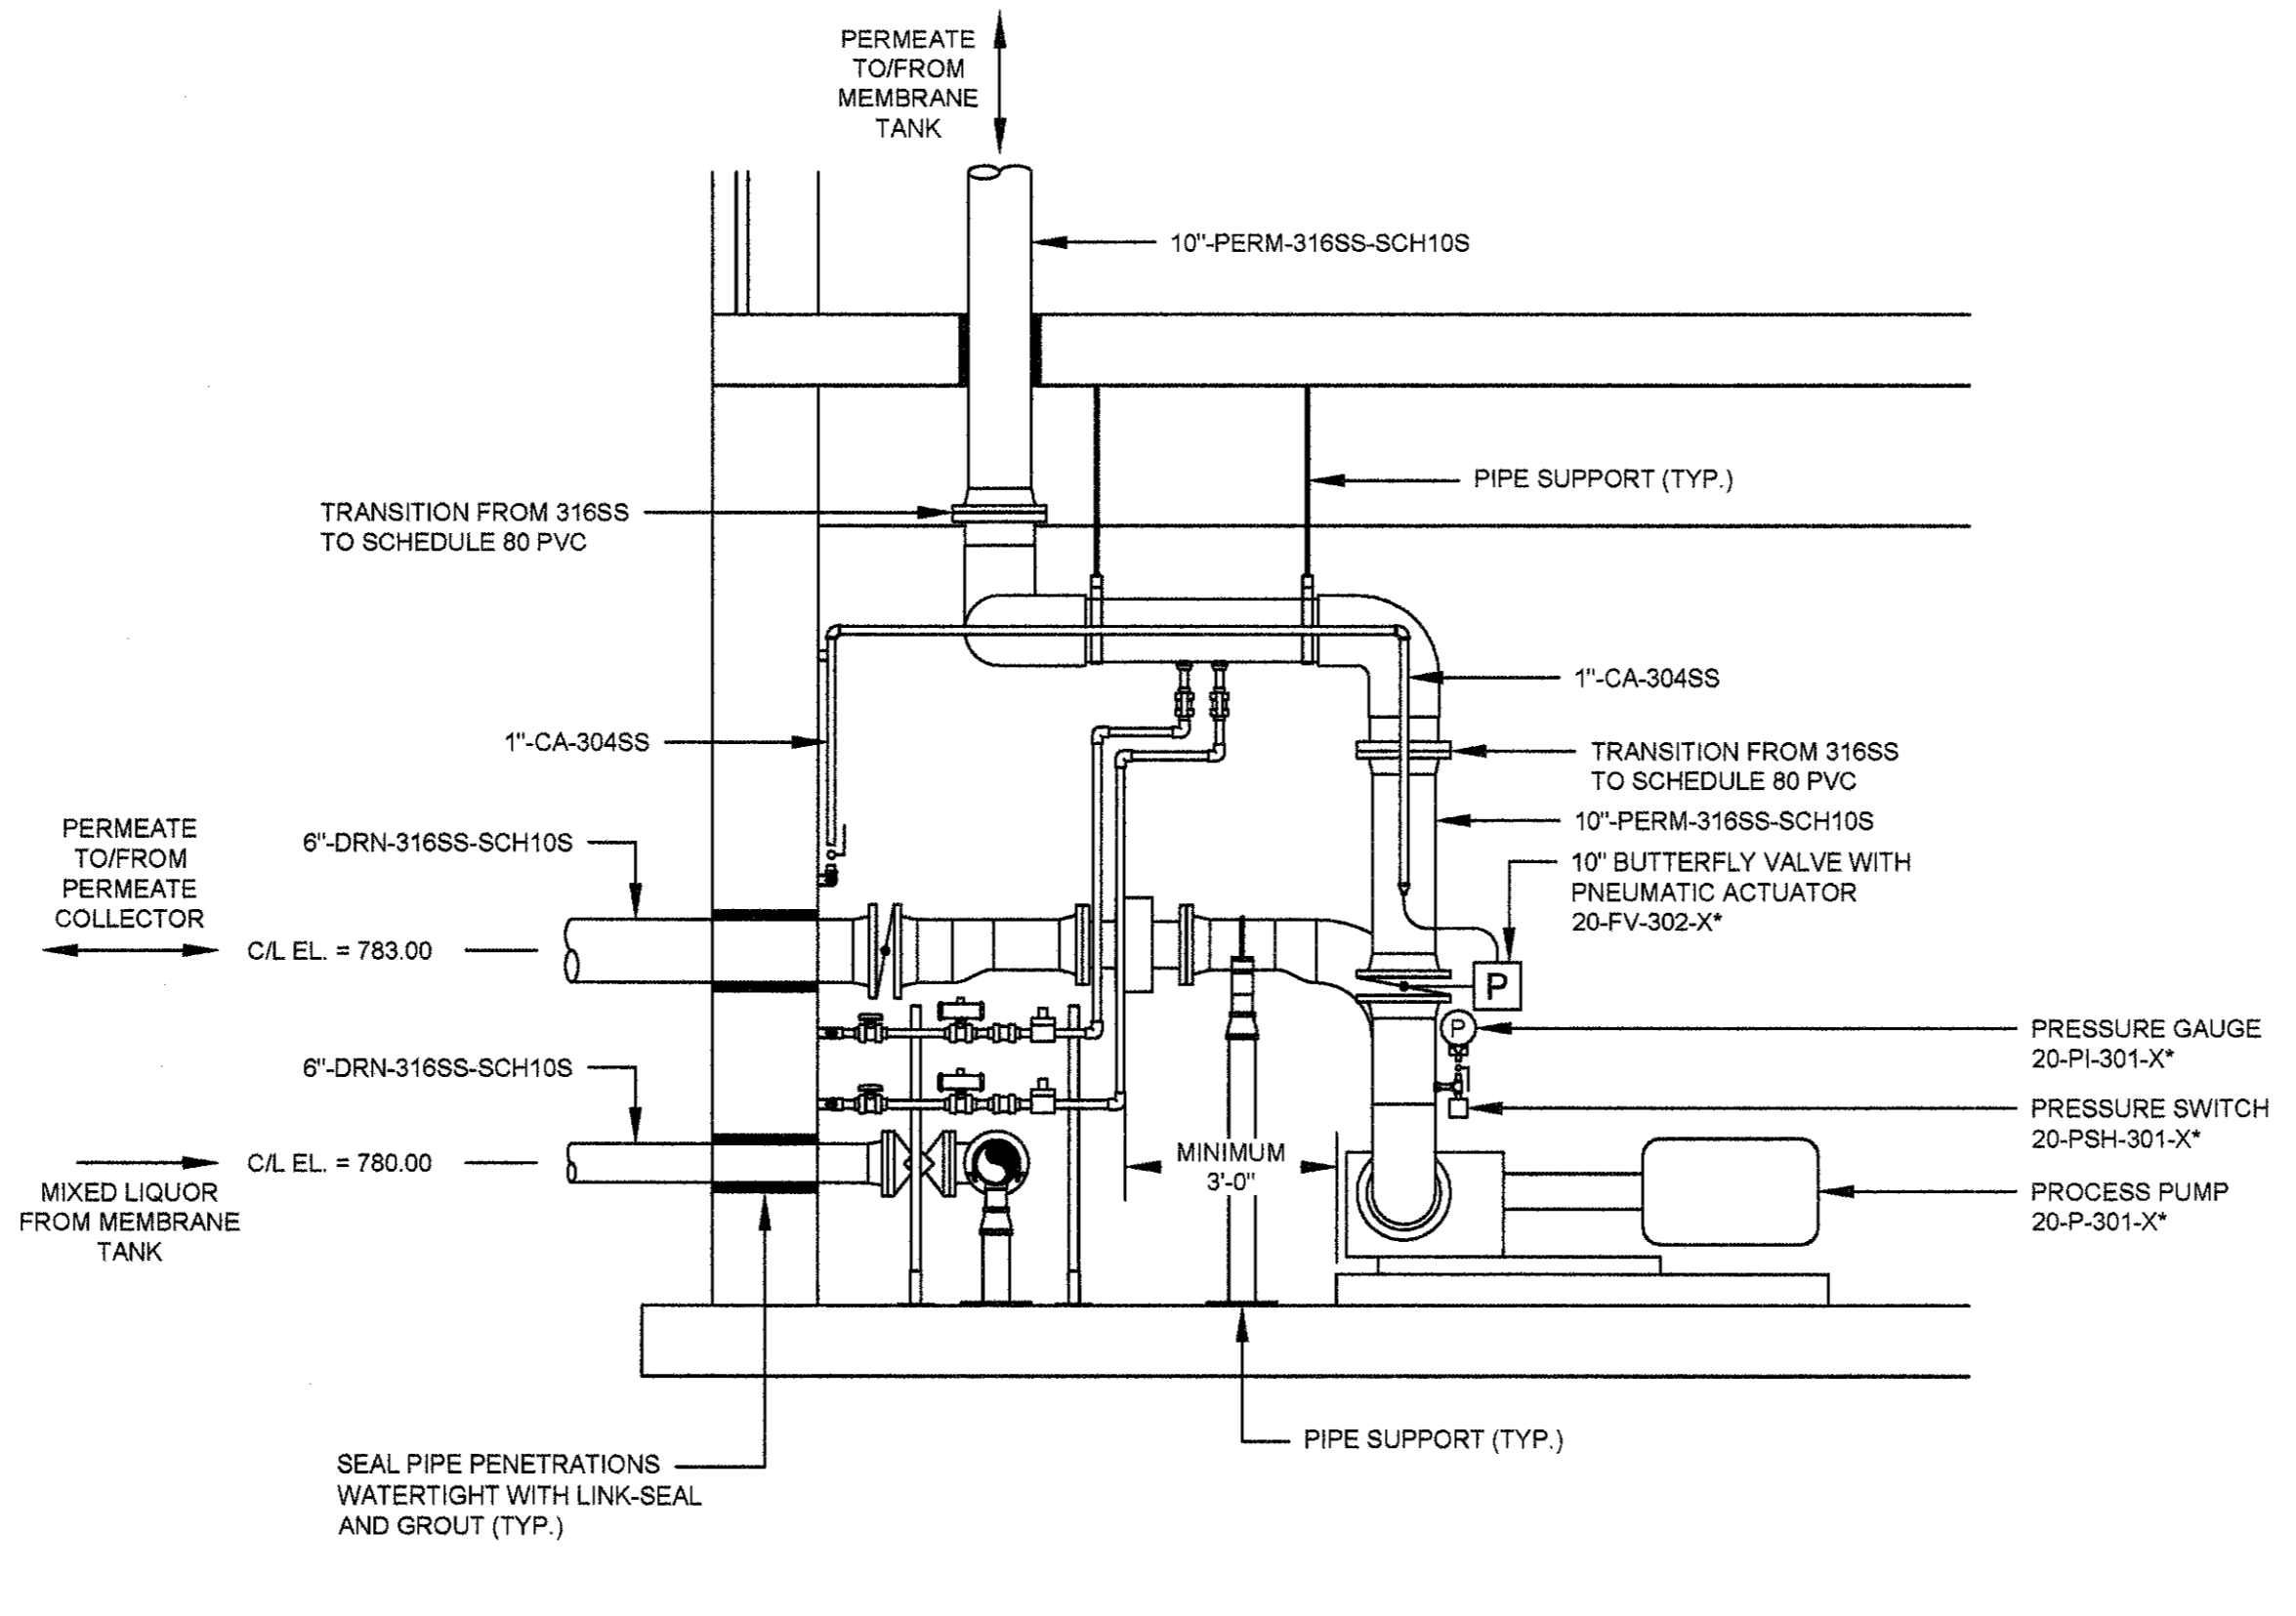 PERMEATE
TO/FROM
MEMBRANE
TANK
10"-PERM-316SS-SCH10S
PIPE SUPPORT (TYP.)
TRANSITION FROM 316SS
TO SCHEDULE 80 PVC
1"-CA-304SS
1"-CA-304SS
TRANSITION FROM 316SS
TO SCHEDULE 80 PVC
10"-PERM-316SS-SCH10S
PERMEATE
TO/FROM
PERMEATE
COLLECTOR
6"-DRN-316SS-SCH10S
C/L EL. = 783.00
10" BUTTERFLY VALVE WITH
PNEUMATIC ACTUATOR
20-FV-302-X*
P
P
PRESSURE GAUGE
20-PI-301-X*
6"-DRN-316SS-SCH10S
PRESSURE SWITCH
20-PSH-301-X*
C/L EL. = 780.00
MIXED LIQUOR
FROM MEMBRANE
TANK
MINIMUM
3'-0"
PROCESS PUMP
20-P-301-X*
PIPE SUPPORT (TYP.)
SEAL PIPE PENETRATIONS
WATERTIGHT WITH LINK-SEAL
AND GROUT (TYP.)